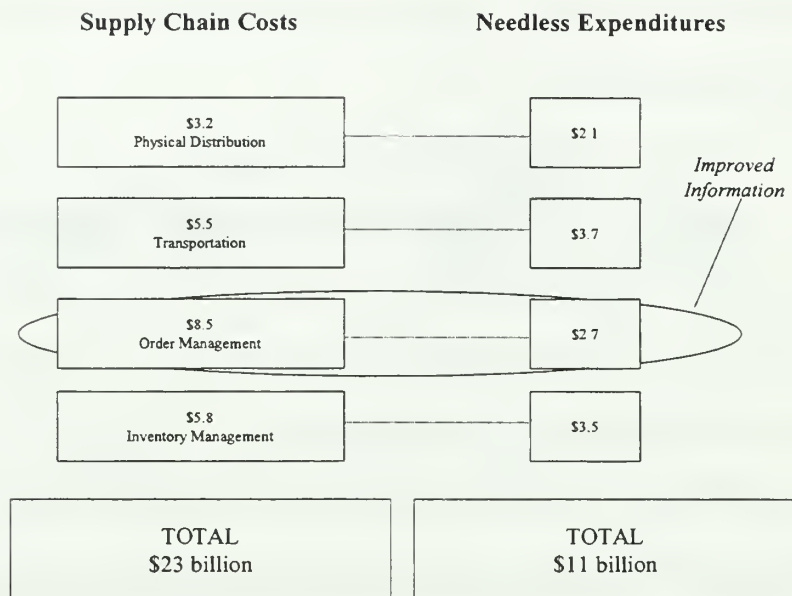 Supply Chain Costs
Needless Expenditures
$3.2
Physical Distribution
$2 1
Improved
Information
$5.5
Transportation
$3.7
$8.5
Order Management
$2 7
$5.8
Inventory Management
$3.5
TOTAL
$23 billion
TOTAL
$11 billion